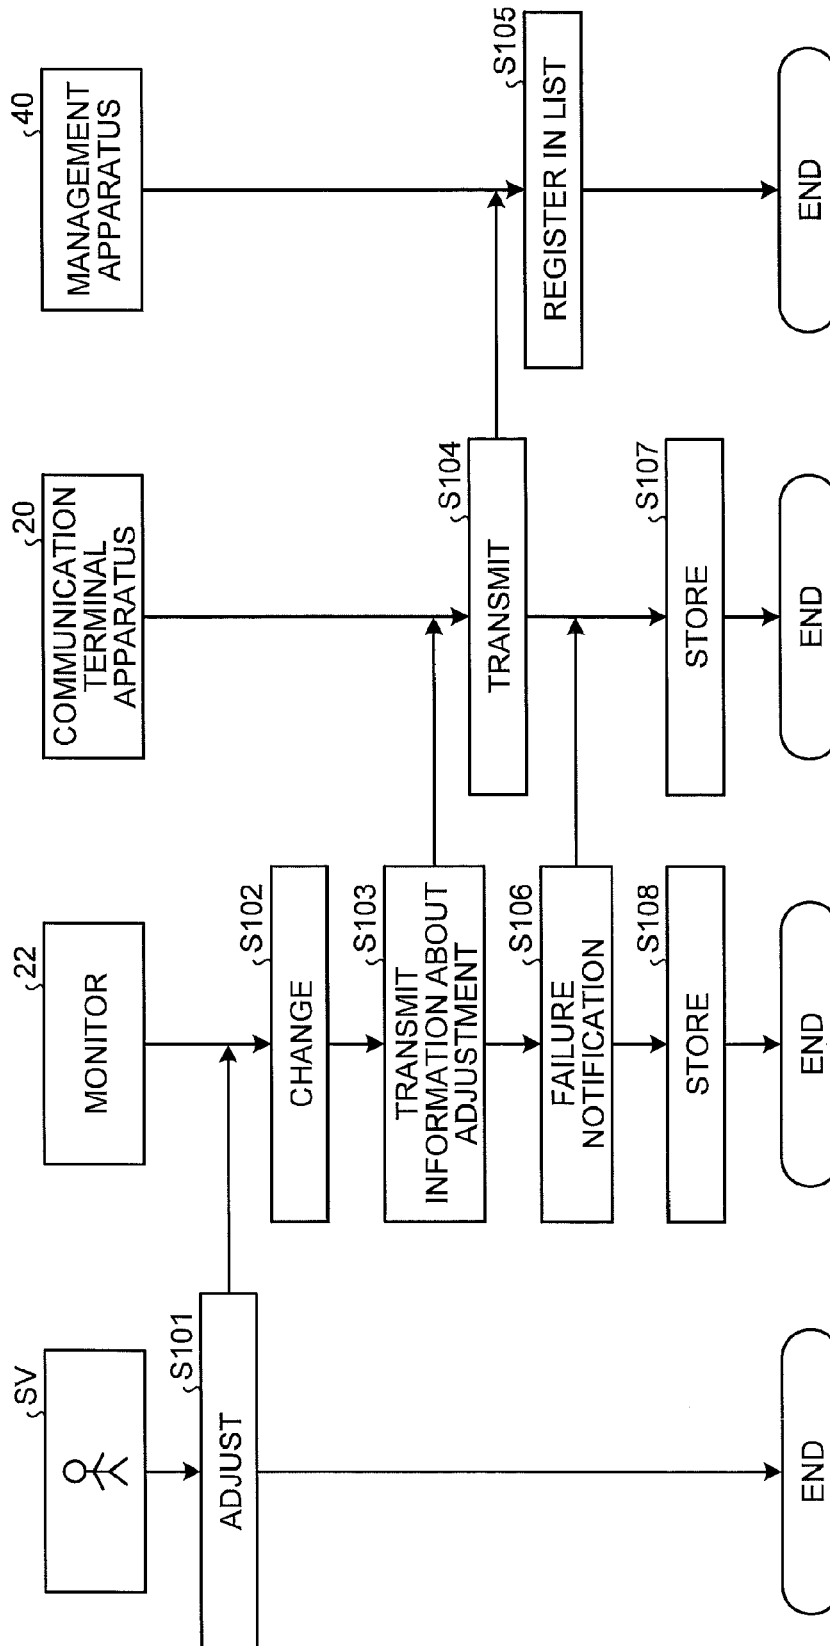 SV
S101
ADJUST
END
22
MONITOR
S102
CHANGE
S103
TRANSMIT
INFORMATION ABOUT
ADJUSTMENT
S106
FAILURE
NOTIFICATION
S108
STORE
END
20
COMMUNICATION
TERMINAL
APPARATUS
S104
TRANSMIT
S107
STORE
END
40
MANAGEMENT
APPARATUS
S105
REGISTER IN LIST
END